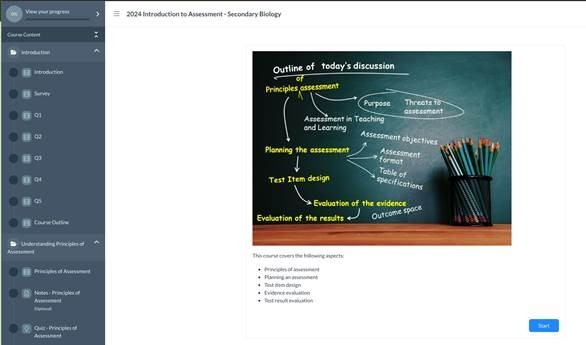 View your progress
2024 Introduction to Assessment - Secondary Biology
Course Content
Introduction
Introduction
Survey
Q1
Q2
Q3
Q4
Q5
Course Outline
Understanding Principles of
Assessment
Principles of Assessment
Notes - Principles of
Assessment
(Optional)
Quiz - Principles of
Assessment
Outline of today's discussion
of
Principles assessment
Purpose
Threats to
assessment
Assessment in Teaching
and Learning
Assessment objectives
Planning the assessment
Assessment
format
Table of
specifications
Test Item design
Evaluation of the evidence
Outcome space
Evaluation of the results
This course covers the following aspects:
Principles of assessment
Planning an assessment
Test item design
Evidence evaluation
Test result evaluation
Start